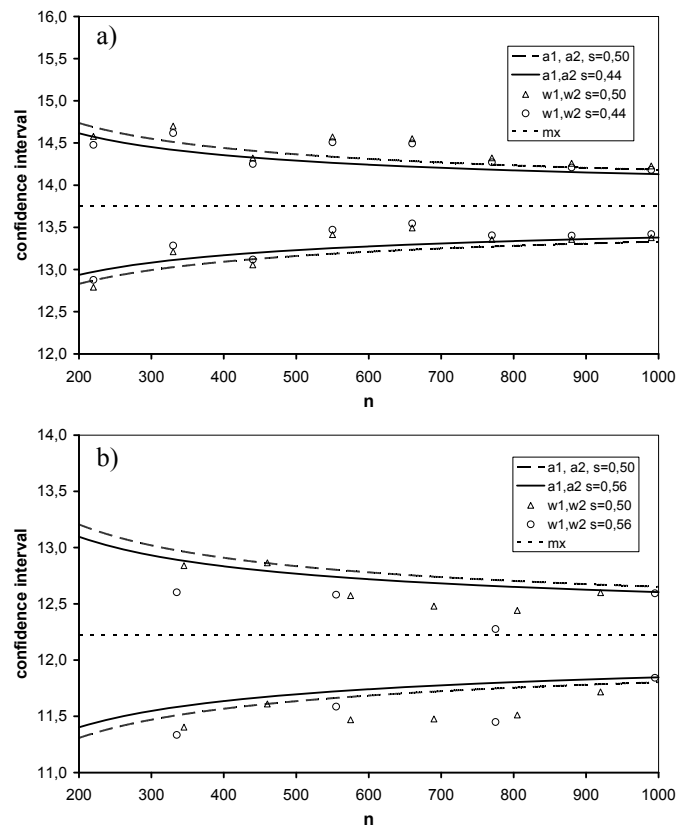 a)
16,0
15,5
15,0
14,5
14,0
13,5
13,0
12,5
12,0
confidence interval
a1, a2, s=0,50
a1,a2 s=0,44
w1,w2 s=0,50
w1,w2 s=0,44
mx
200 300 400 500 600 700 800 900 1000
n
b)
14,0
13,5
13,0
12,5
12,0
11,5
11,0
confidence interval
a1, a2, s=0,50
a1,a2 s=0,56
w1,w2 s=0,50
w1,w2 s=0,56
mx
200 300 400 500 600 700 800 900 1000
n